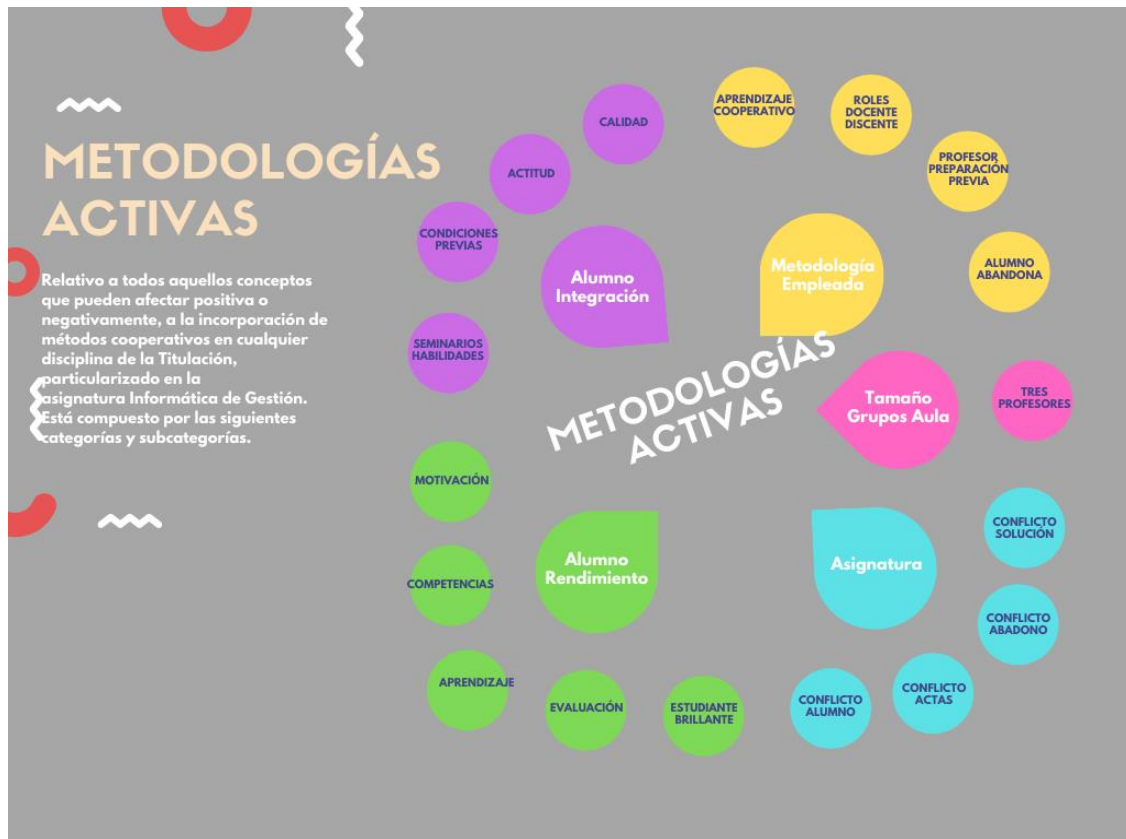 METODOLOGÍAS
ACTIVAS
Relativo a todos aquellos conceptos
que pueden afectar positiva o
negativamente, a la incorporación de
métodos cooperativos en cualquier
disciplina de la Titulación,
particularizado en la
asignatura Informática de Gestión.
Está compuesto por las siguientes
categorías y subcategorías.
CALIDAD
ACTITUD
CONDICIONES
PREVIAS
SEMINARIOS
HABILIDADES
Alumno
Integración
APRENDIZAJE
COOPERATIVO
ROLES
DOCENTE
DISCENTE
PROFESOR
PREPARACIÓN
PREVIA
ALUMNO
ABANDONA
Metodología
Empleada
METODOLOGÍAS
ACTIVAS
Tamaño
Grupos Aula
TRES
PROFESORES
MOTIVACIÓN
COMPETENCIAS
APRENDIZAJE
EVALUACIÓN
ESTUDIANTE
BRILLANTE
Alumno
Rendimiento
Asignatura
CONFLICTO
SOLUCIÓN
CONFLICTO
ABADONO
CONFLICTO
ACTAS
CONFLICTO
ALUMNO